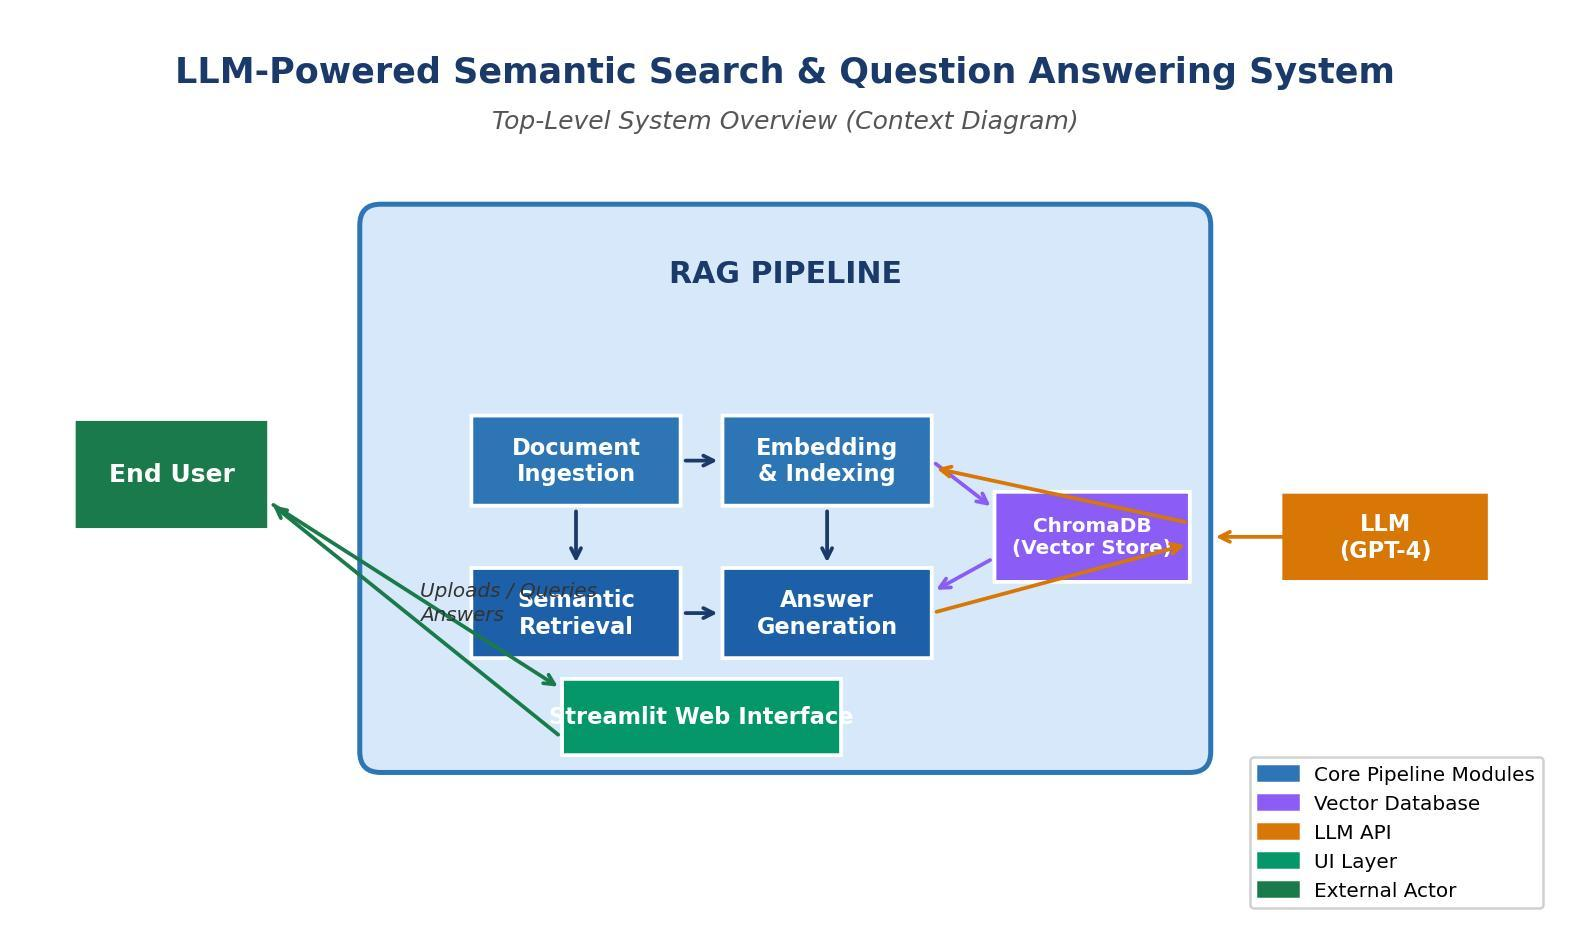 LLM-Powered Semantic Search & Question Answering System
Top-Level System Overview (Context Diagram)
RAG PIPELINE
End User
Document
Ingestion
Embedding
& Indexing
ChromaDB
(Vector Store)
LLM
(GPT-4)
Uploads / Queries
Answers
Semantic
Retrieval
Answer
Generation
Streamlit Web Interface
Core Pipeline Modules
Vector Database
LLM API
UI Layer
External Actor